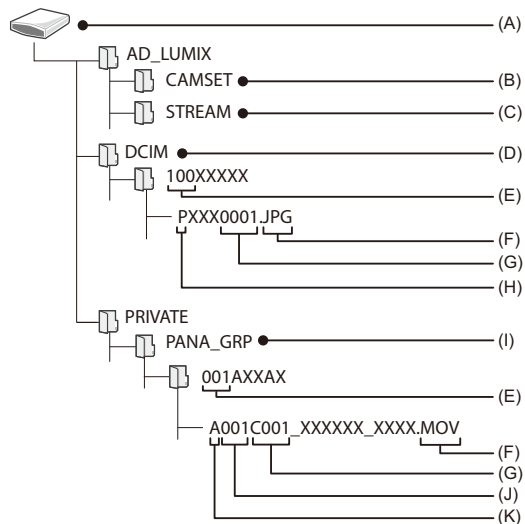 (A)
AD_LUMIX
CAMSET (B)
STREAM (C)
DCIM (D)
100XXXXX
(E)
PXXX0001.JPG
(F)
(G)
(H)
PRIVATE
PANA_GRP (I)
001AXXAX
(E)
A001C001_XXXXXX_XXXX.MOV
(F)
(G)
(J)
(K)